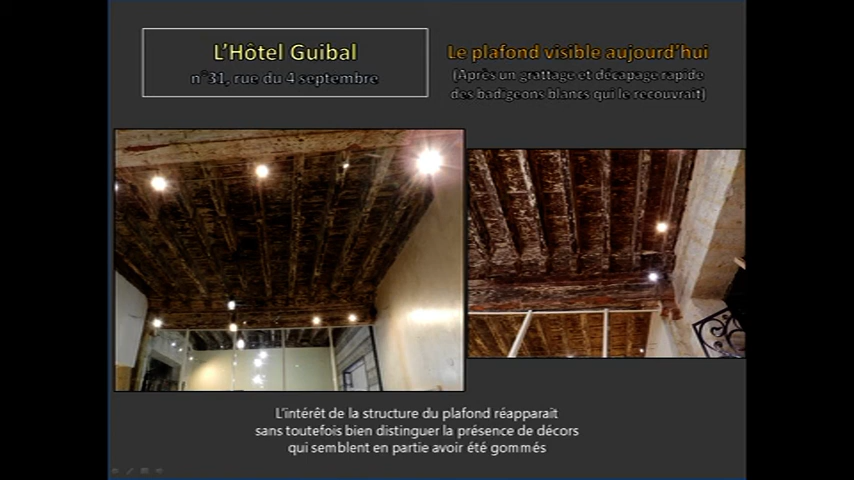 L'Hôtel Guibal
n°31, rue du 4 septembre
Le plafond visible aujourd'hui
(Après un grattage et décapage rapide
des badigeons blancs qui le recouvrait)
L'intérêt de la structure du plafond réapparait
sans toutefois bien distinguer la présence de décors
qui semblent en partie avoir été gommés